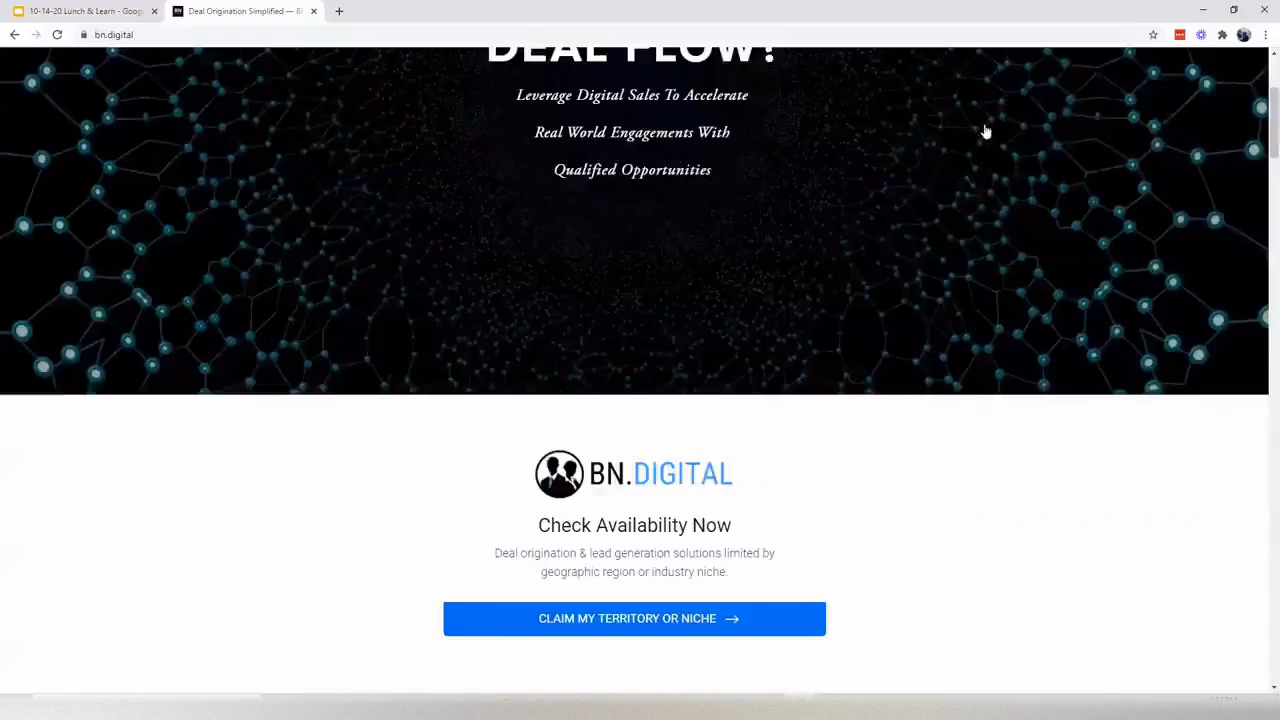 10-14-20 Lunch & Learn - Goog
Deal Origination Simplified — B
bn.digital
DEAL FLOW?
Leverage Digital Sales To Accelerate
Real World Engagements With
Qualified Opportunities
BN.DIGITAL
Check Availability Now
Deal origination & lead generation solutions limited by
geographic region or industry niche.
CLAIM MY TERRITORY OR NICHE